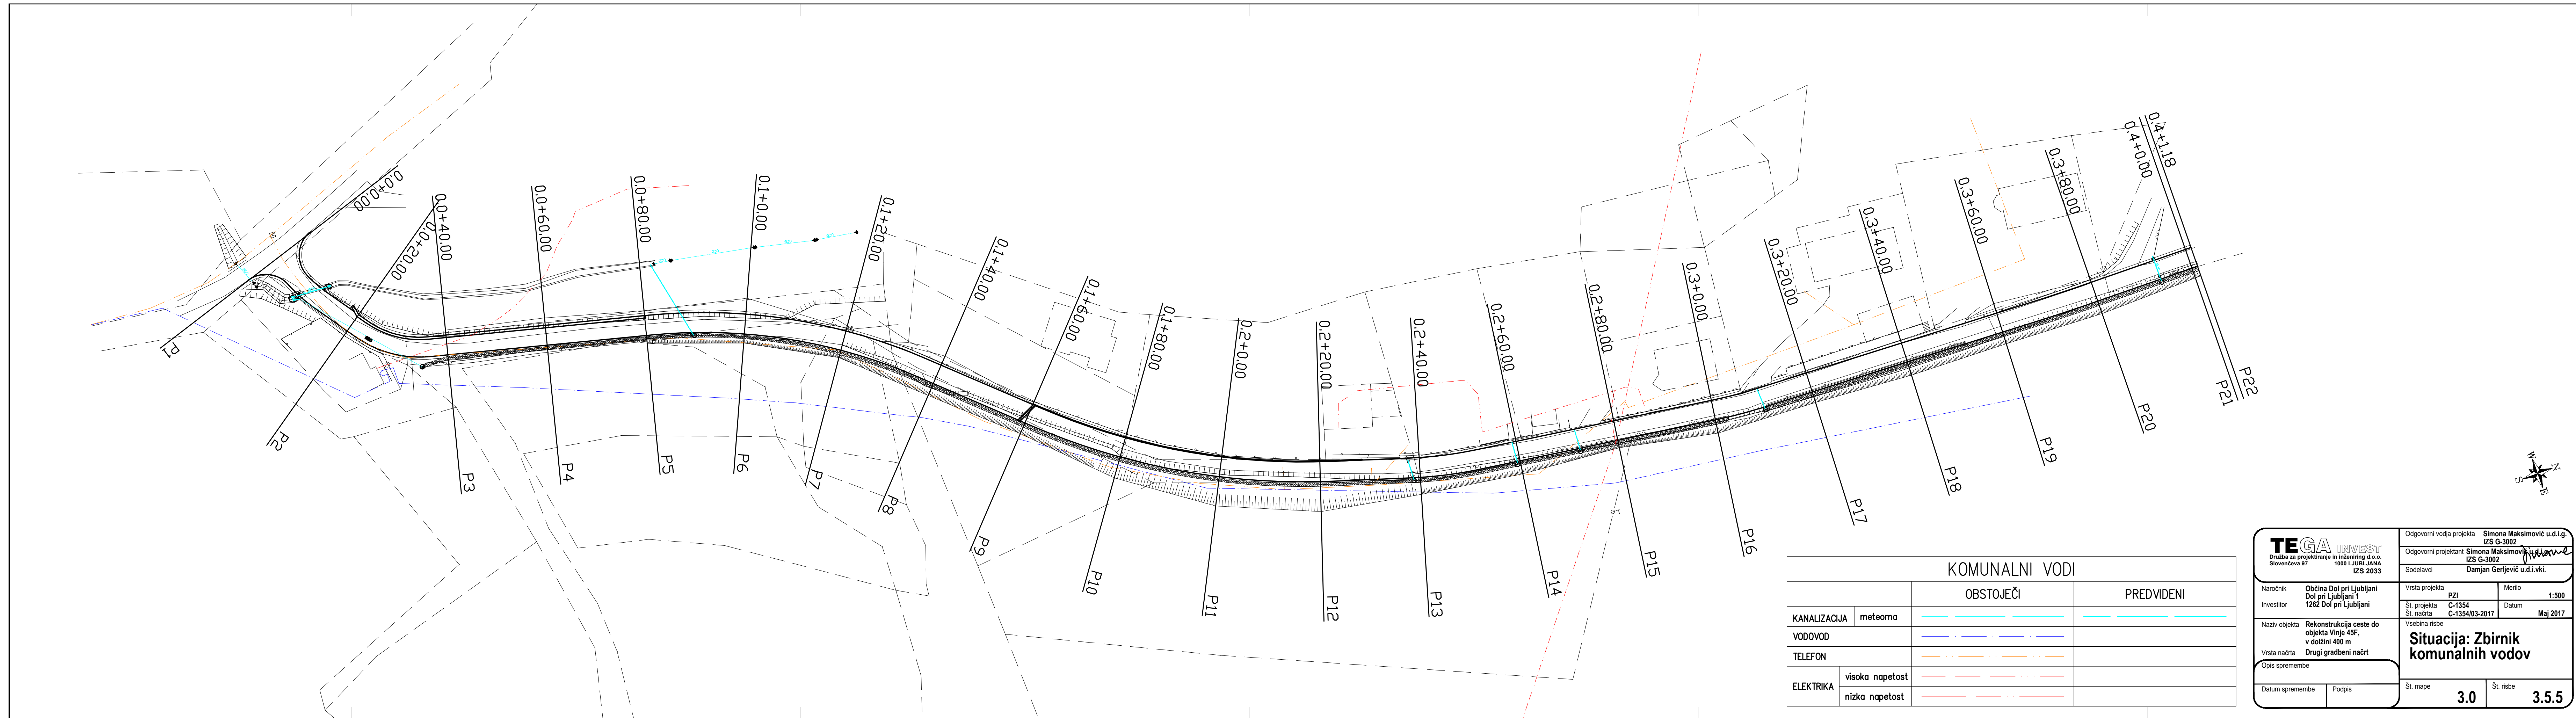 0.0+0.00
0.0+20.00
0.0+40.00
0.0+60.00
0.0+80.00
0.1+0.00
0.1+20.00
0.1+40.00
0.1+60.00
0.1+80.00
0.2+0.00
0.2+20.00
0.2+40.00
0.2+60.00
0.2+80.00
0.3+0.00
0.3+20.00
0.3+40.00
0.3+60.00
0.3+80.00
0.4+0.00
0.4+1.18
P1
P2
P3
P4
P5
P6
P7
P8
P9
P10
P11
P12
P13
P14
P15
P16
P17
P18
P19
P20
P21
P22
W
N
S
E
KOMUNALNI VODI
OBSTOJEČI PREDVIDENI
KANALIZACIJA meteorna
VODOVOD
TELEFON
ELEKTRIKA visoka napetost
nizka napetost
TEGA INVEST
Družba za projektiranje in inženiring d.o.o.
Slovenčeva 97 1000 LJUBLJANA
IZS 2033
Odgovorni vodja projekta Simona Maksimovič u.d.i.g.
IZS G-3002
Odgovorni projektant Simona Maksimovič u.d.i.g.
IZS G-3002
Sodelavci Damjan Gerljevič u.d.i.vki.
Naročnik Občina Dol pri Ljubljani
Dol pri Ljubljani 1
Investitor 1262 Dol pri Ljubljani
Vrsta projekta PZI
Merilo 1:500
Št. projekta C-1354
Št. načrta C-1354/03-2017
Datum Maj 2017
Naziv objekta Rekonstrukcija ceste do
objekta Vinje 45F,
v dolžini 400 m
Vrsta načrta Drugi gradbeni načrt
Vsebina risbe
Situacija: Zbirnik
komunalnih vodov
Opis spremembe
Datum spremembe Podpis
Št. mape 3.0
Št. risbe 3.5.5